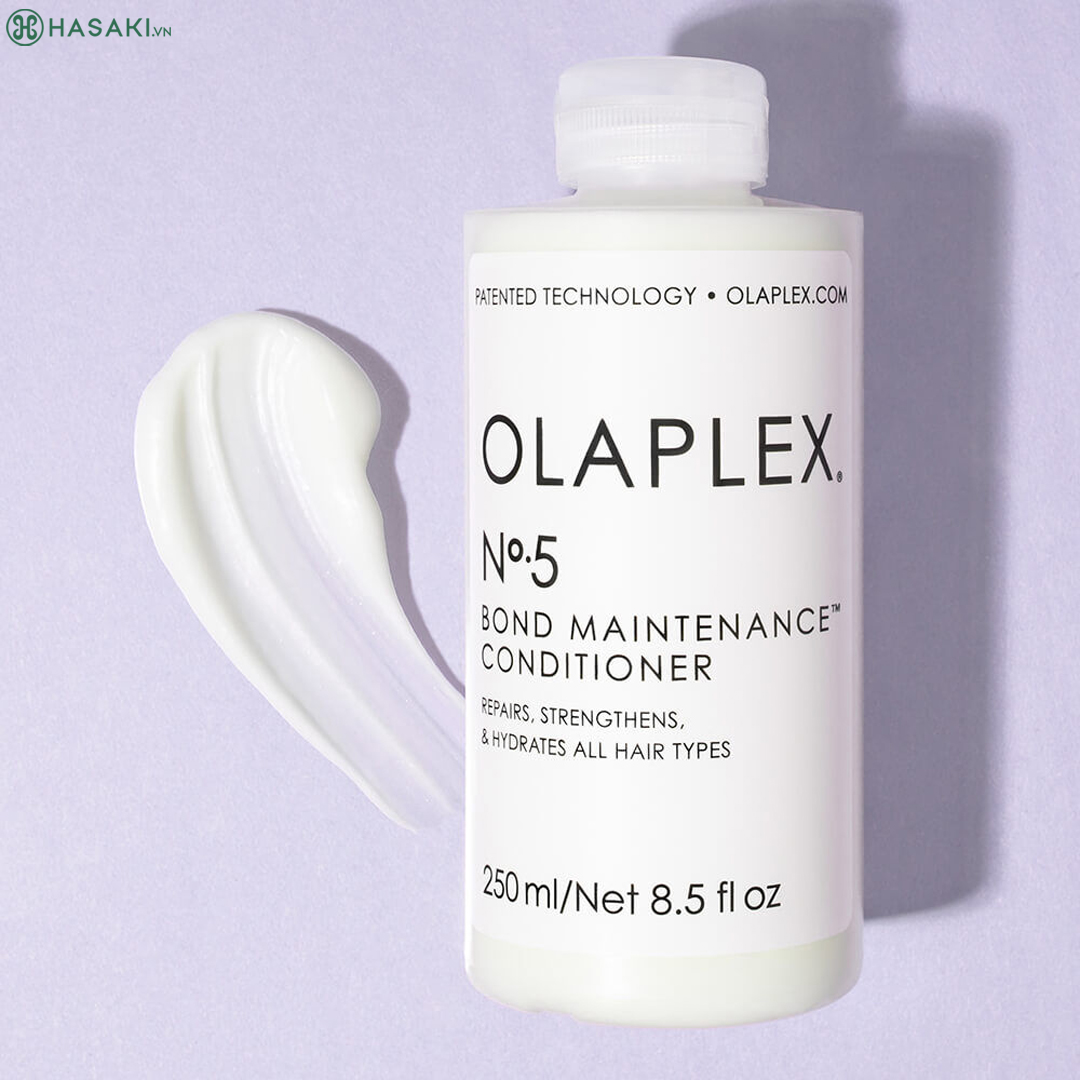 HASAKI.VN
PATENTED TECHNOLOGY • OLAPLEX.COM
OLAPLEX®
Nº.5
BOND MAINTENANCE™
CONDITIONER
REPAIRS, STRENGTHENS,
& HYDRATES ALL HAIR TYPES
250 ml/Net 8.5 fl oz